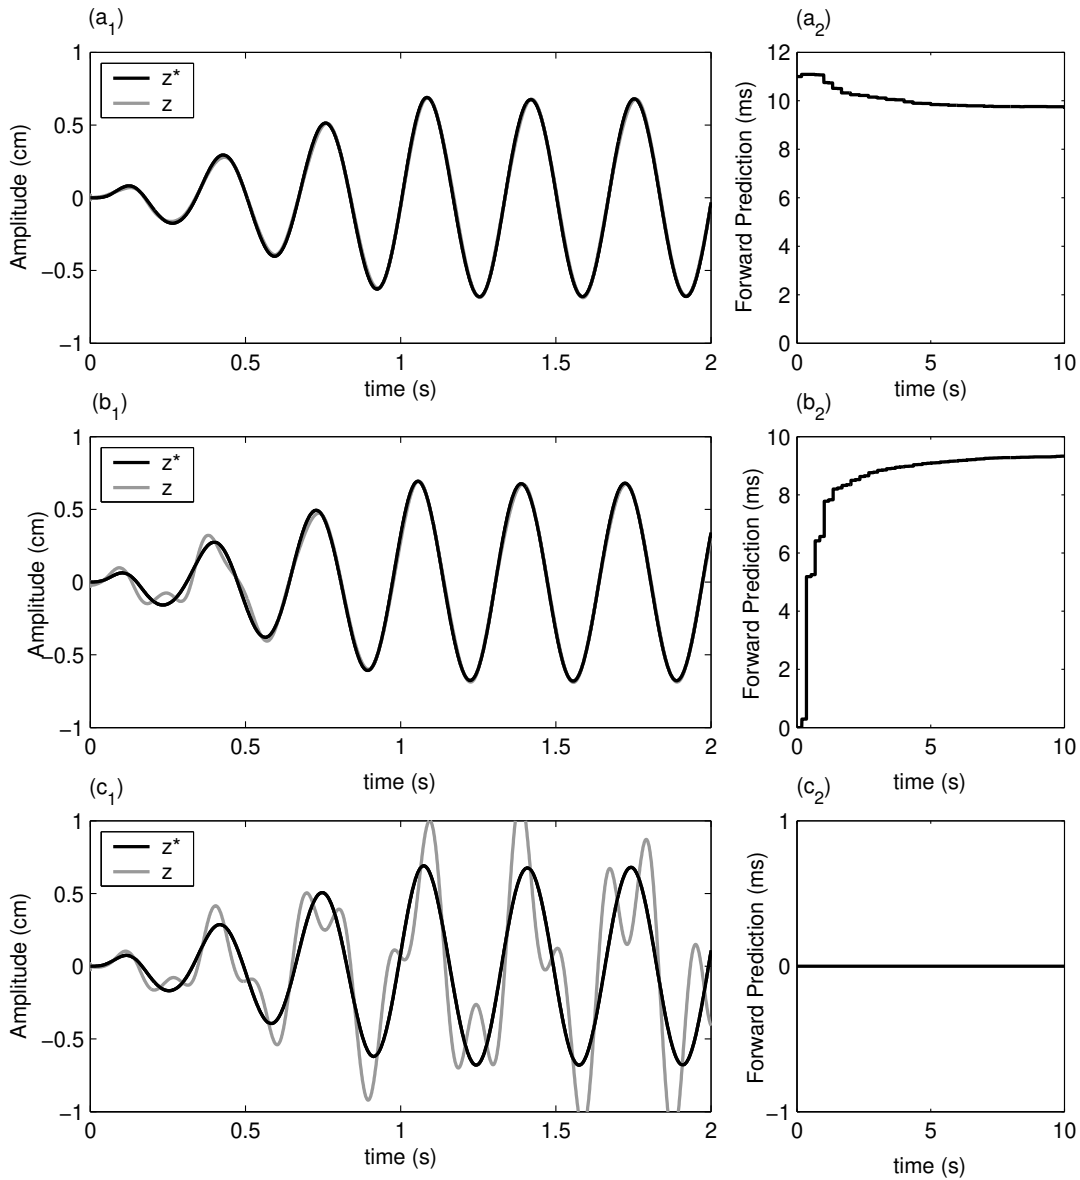 (a1) (a2)
1 12
z* 10
z
0.5 8
0 6
Amplitude (cm) Forward Prediction (ms)
4
−0.5 2
−1 0
0 0.5 1 1.5 2 0 5 10
time (s) time (s)
(b1) (b2)
1 10
z*
z 8
0.5
6
0
Amplitude (cm) Forward Prediction (ms)
4
−0.5 2
−1 0
0 0.5 1 1.5 2 0 5 10
time (s) time (s)
(c1) (c2)
1 1
z*
z
0.5
0 0
Amplitude (cm) Forward Prediction (ms)
−0.5
−1 −1
0 0.5 1 1.5 2 0 5 10
time (s) time (s)